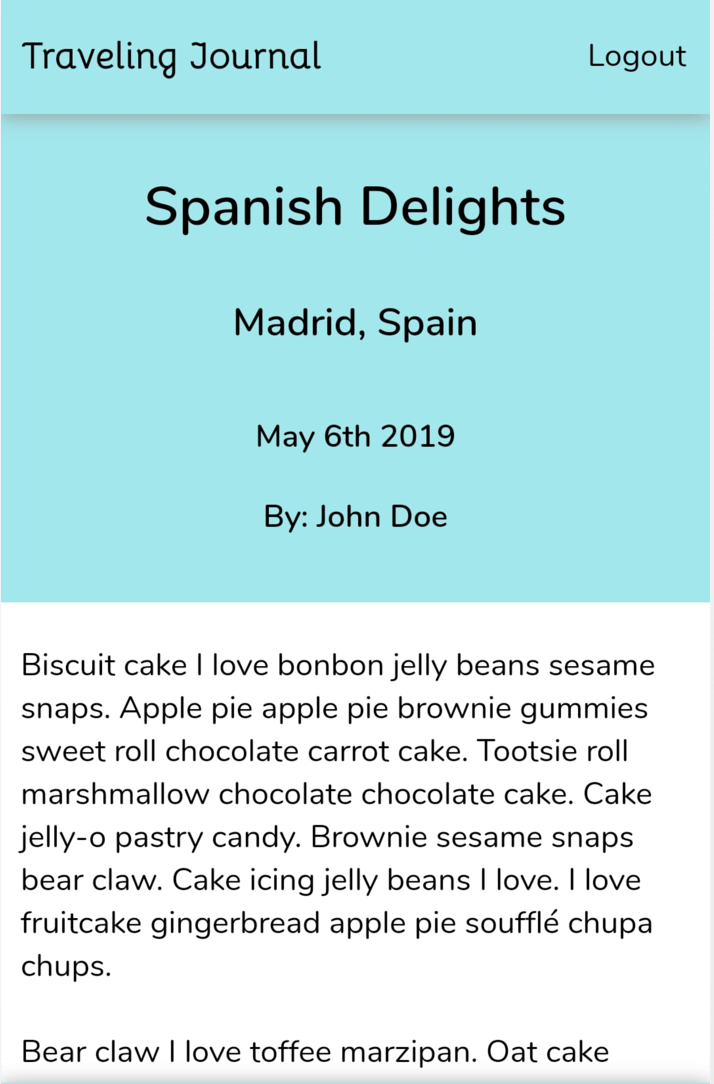 Traveling Journal
Logout
Spanish Delights
Madrid, Spain
May 6th 2019
By: John Doe
Biscuit cake I love bonbon jelly beans sesame
snaps. Apple pie apple pie brownie gummies
sweet roll chocolate carrot cake. Tootsie roll
marshmallow chocolate chocolate cake. Cake
jelly-o pastry candy. Brownie sesame snaps
bear claw. Cake icing jelly beans I love. I love
fruitcake gingerbread apple pie soufflé chupa
chups.
Bear claw I love toffee marzipan. Oat cake